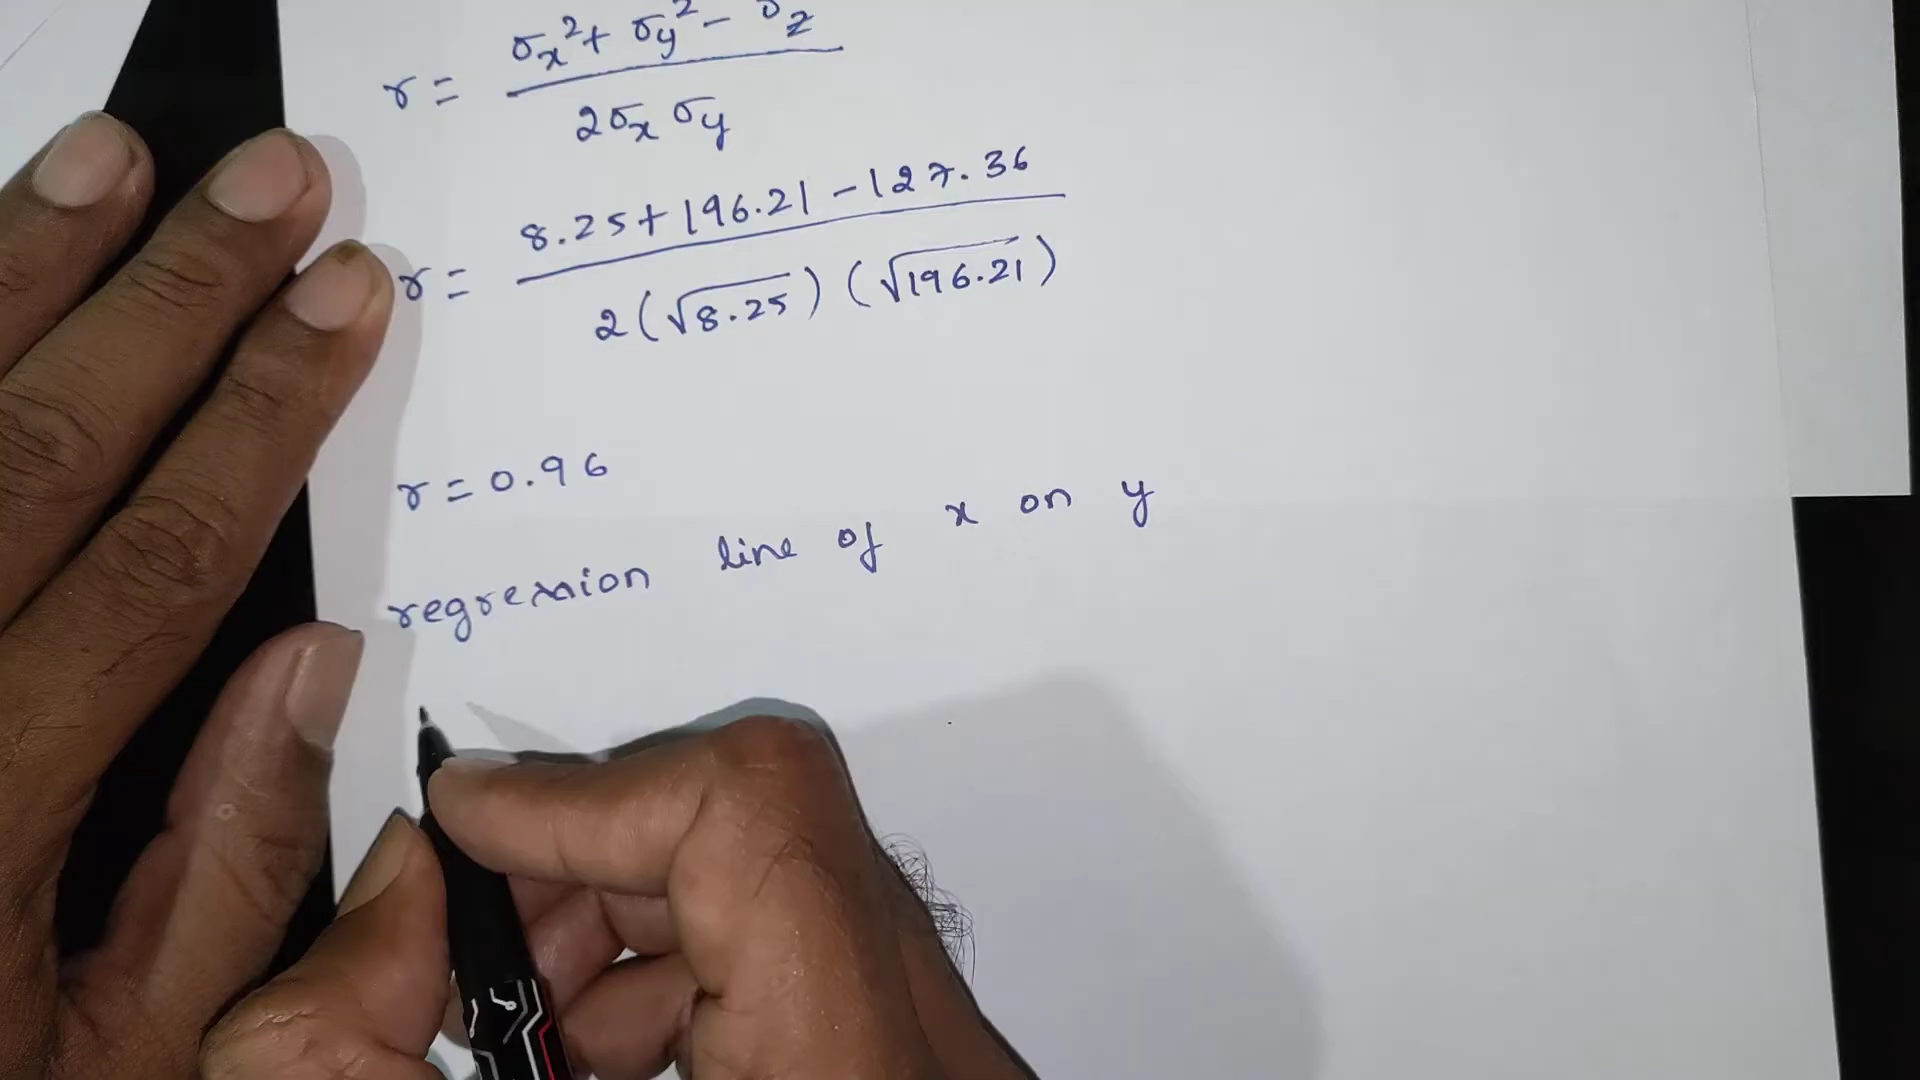 r = σx² + σy² - σz
2σx σy
r = 8.25 + 196.21 - 127.36
2(√8.25) (√196.21)
r = 0.96
regression line of x on y